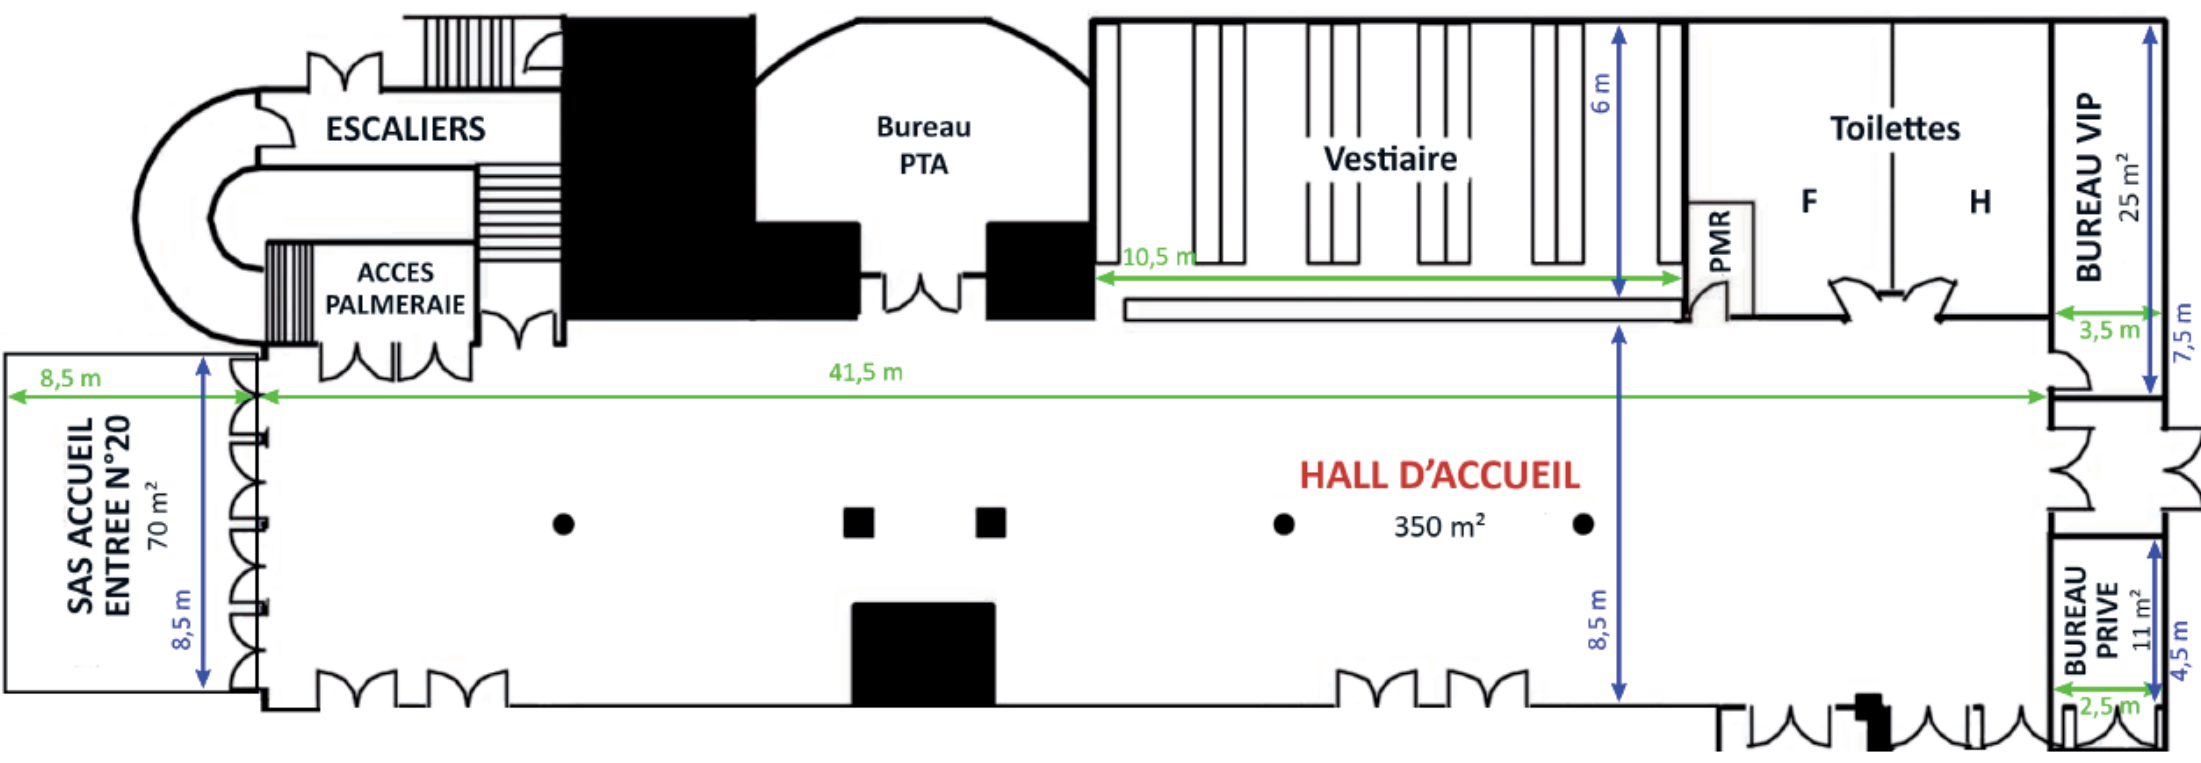 ESCALIERS
ACCES
PALMERAIE
Bureau
PTA
Vestiaire
10,5 m
6 m
Toilettes
F
H
PMR
BUREAU VIP
25 m²
3,5 m
7,5 m
8,5 m
41,5 m
SAS ACCUEIL
ENTREE N°20
70 m²
8,5 m
HALL D'ACCUEIL
350 m²
8,5 m
BUREAU
PRIVE
11 m²
4,5 m
2,5 m